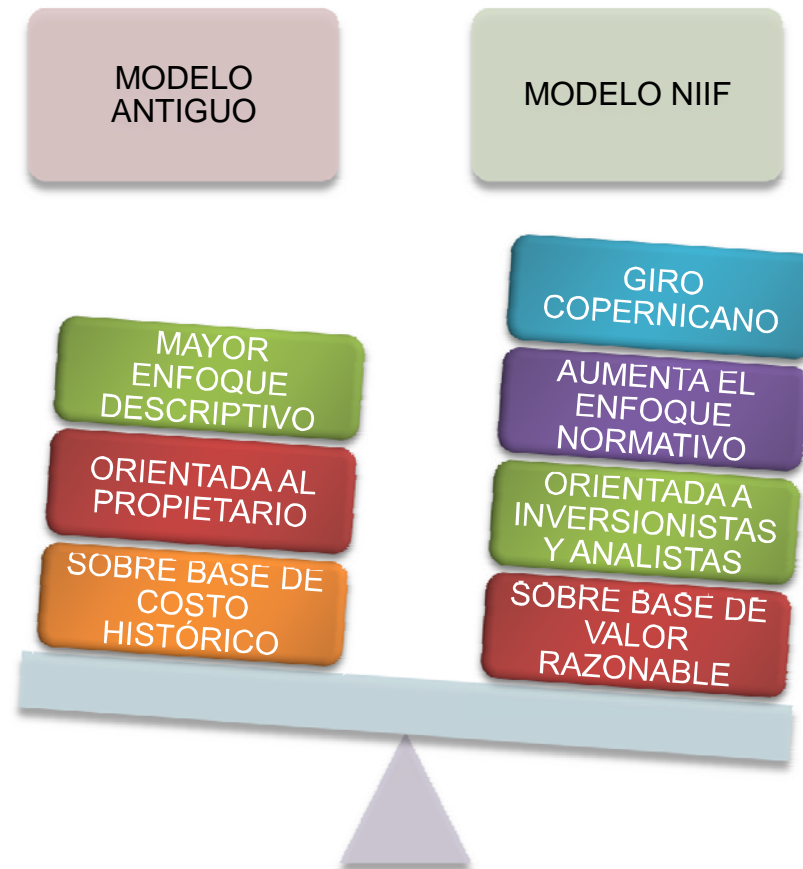 MODELO
ANTIGUO
MODELO NIIF
MAYOR
ENFOQUE
DESCRIPTIVO
ORIENTADA AL
PROPIETARIO
SOBRE BASE DE
COSTO
HISTÓRICO
GIRO
COPERNICANO
AUMENTA EL
ENFOQUE
NORMATIVO
ORIENTADA A
INVERSIONISTAS
Y ANALISTAS
SOBRE BASE DE
VALOR
RAZONABLE